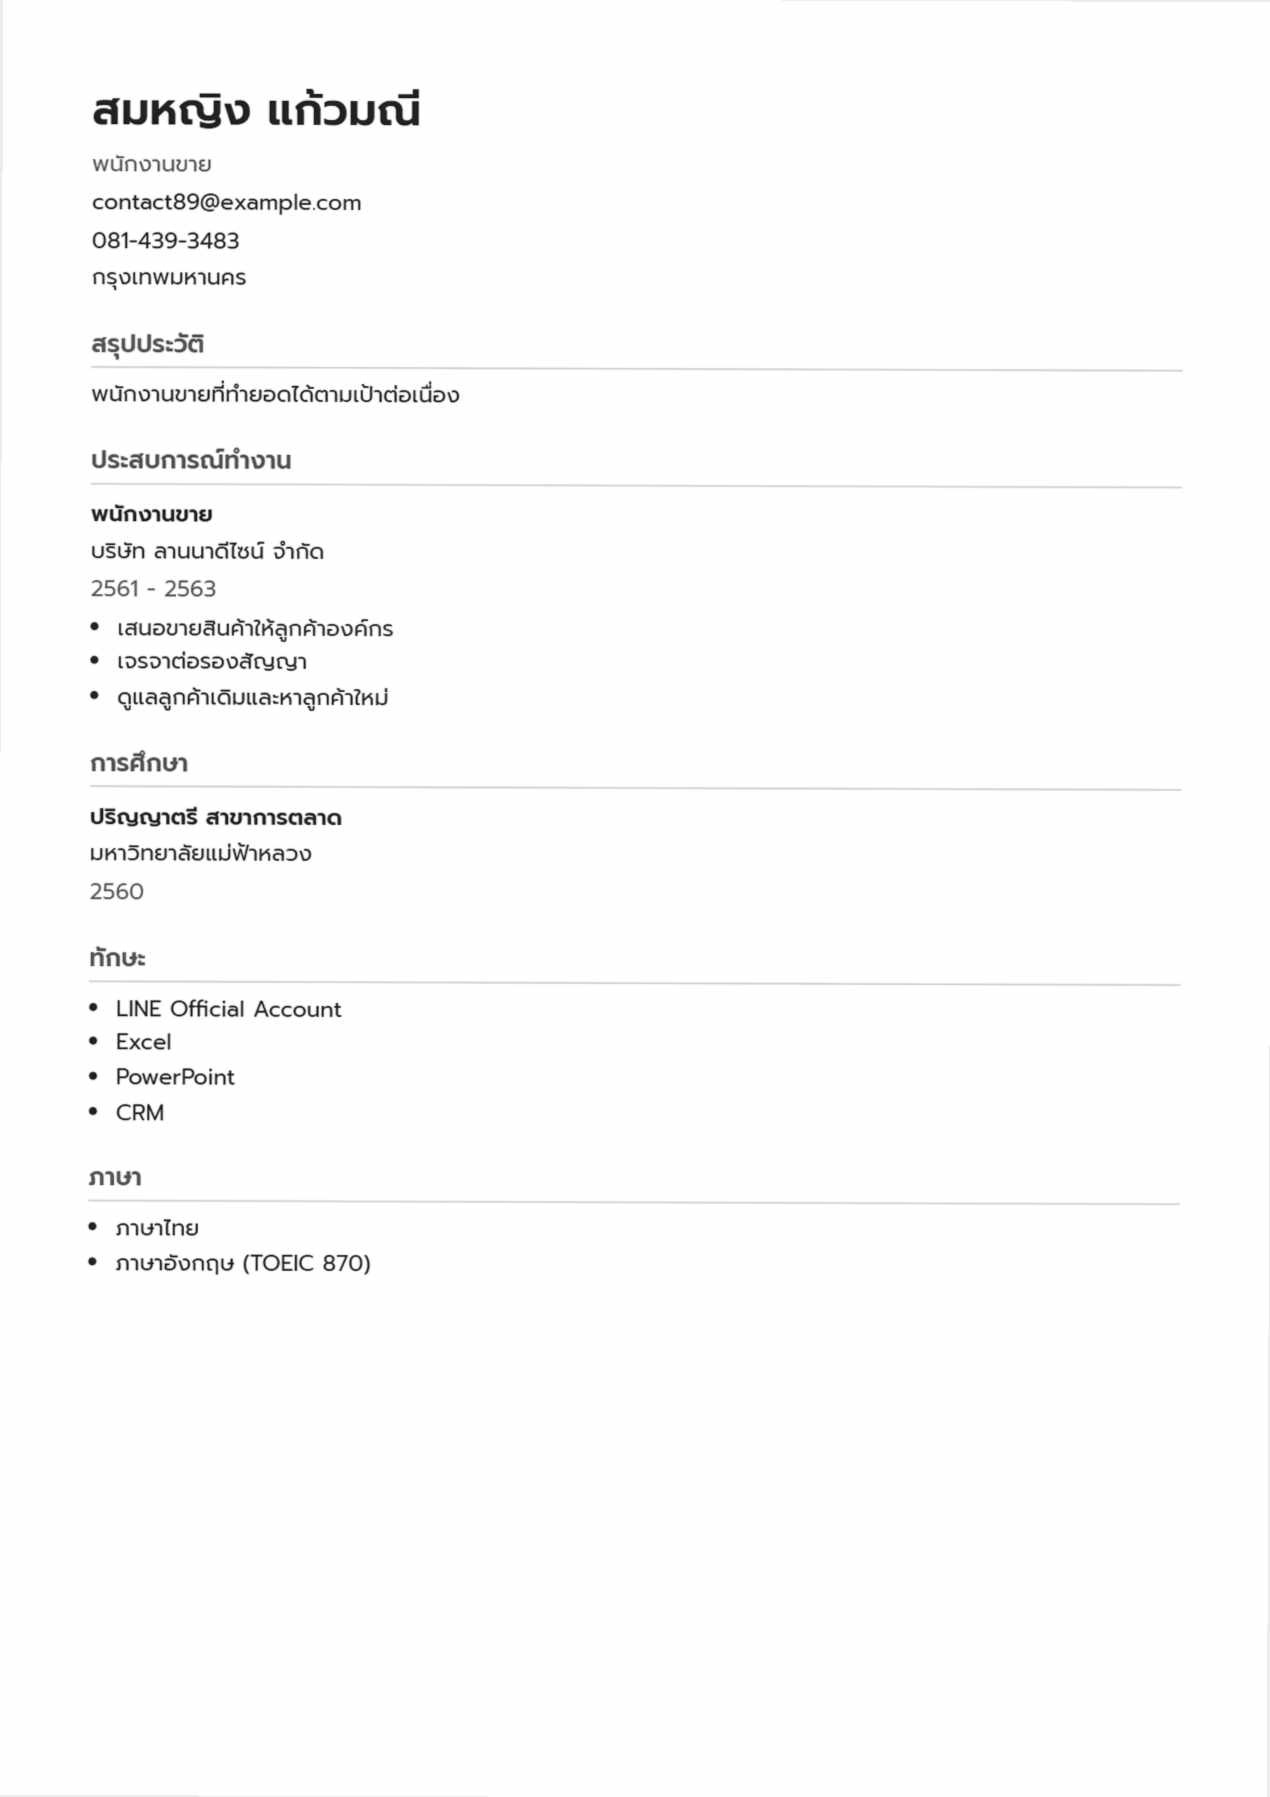 สมหญิง แก้วมณี
พนักงานขาย
contact89@example.com
081-439-3483
กรุงเทพมหานคร
สรุปประวัติ
พนักงานขายที่ทำยอดได้ตามเป้าต่อเนื่อง
ประสบการณ์ทำงาน
พนักงานขาย
บริษัท ลานนาดีไซน์ จำกัด
2561 - 2563
• เสนอขายสินค้าให้ลูกค้าองค์กร
• เจรจาต่อรองสัญญา
• ดูแลลูกค้าเดิมและหาลูกค้าใหม่
การศึกษา
ปริญญาตรี สาขาการตลาด
มหาวิทยาลัยแม่ฟ้าหลวง
2560
ทักษะ
• LINE Official Account
• Excel
• PowerPoint
• CRM
ภาษา
• ภาษาไทย
• ภาษาอังกฤษ (TOEIC 870)